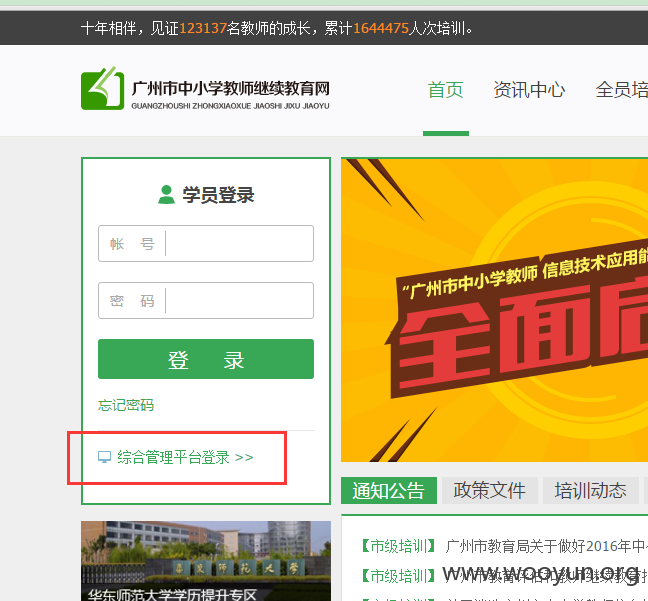 十年相伴，见证123137名教师的成长，累计1644475人次培训。
广州市中小学教师继续教育网
GUANGZHOUSHI ZHONGXIAOXUE JIAOSHI JIXU JIAOYU
首页 资讯中心 全员培
学员登录
帐 号
密 码
登 录
忘记密码
综合管理平台登录 >>
“广州市中小学教师 信息技术应用能
全面启
通知公告 政策文件 培训动态
【市级培训】 广州市教育局关于做好2016年中
【市级培训】
www.wooyun.org
华东师范大学学历提升专区